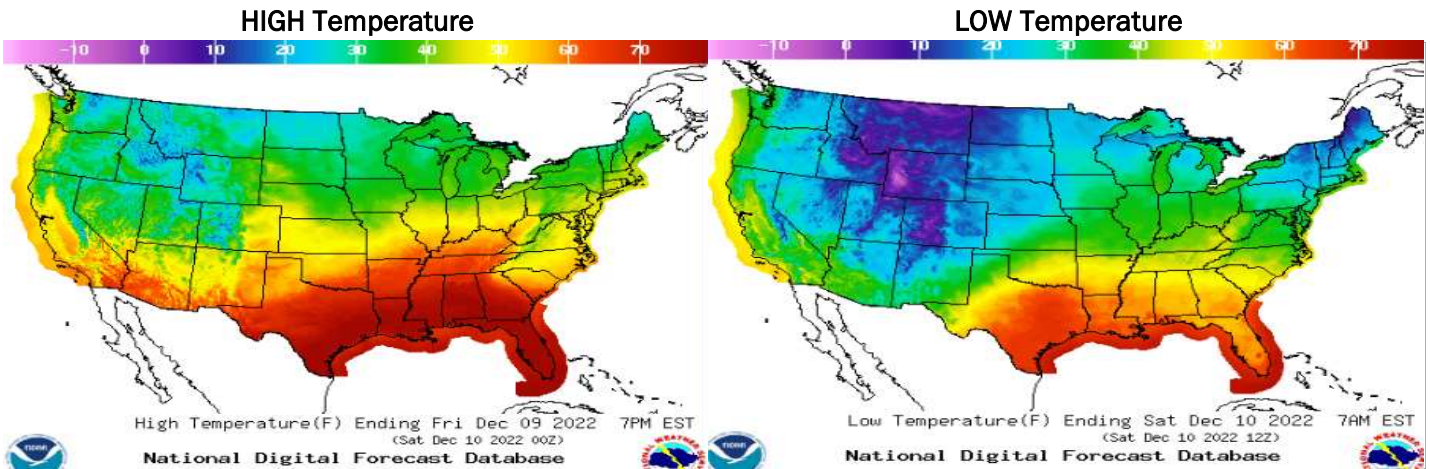 HIGH Temperature
-10 0 10 20 30 40 50 60 70
High Temperature(F) Ending Fri Dec 09 2022 7PM EST
(Sat Dec 10 2022 00Z)
National Digital Forecast Database
LOW Temperature
-10 0 10 20 30 40 50 60 70
Low Temperature(F) Ending Sat Dec 10 2022 7AM EST
(Sat Dec 10 2022 12Z)
National Digital Forecast Database